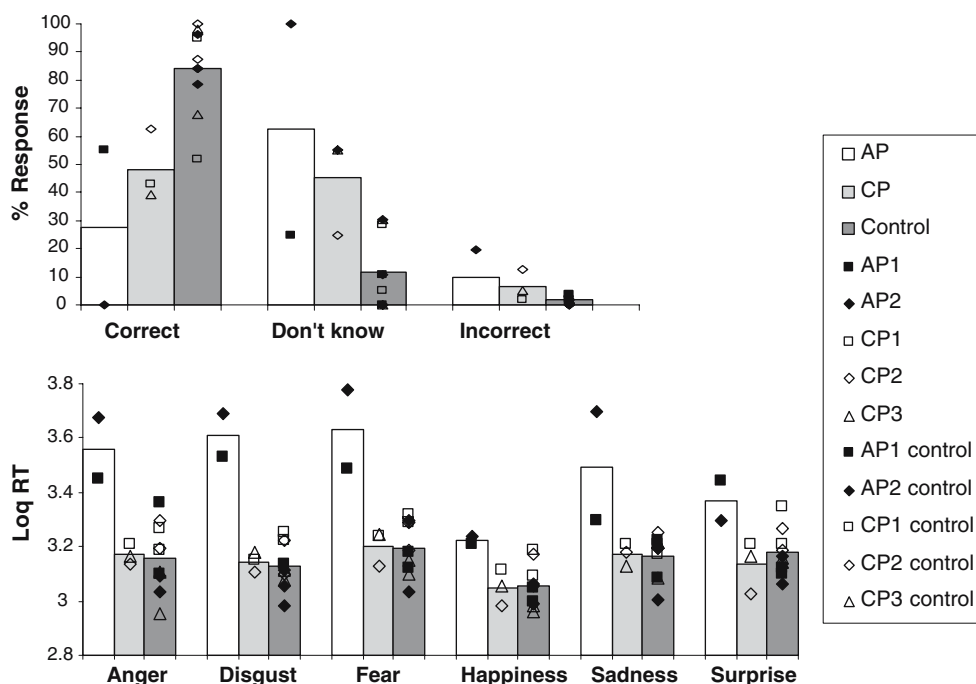 100
90
80
70
60
50
40
30
20
10
0
% Response
Correct Don't know Incorrect
3.8
3.6
3.4
3.2
3
2.8
Loq RT
Anger Disgust Fear Happiness Sadness Surprise
AP
CP
Control
AP1
AP2
CP1
CP2
CP3
AP1 control
AP2 control
CP1 control
CP2 control
CP3 control